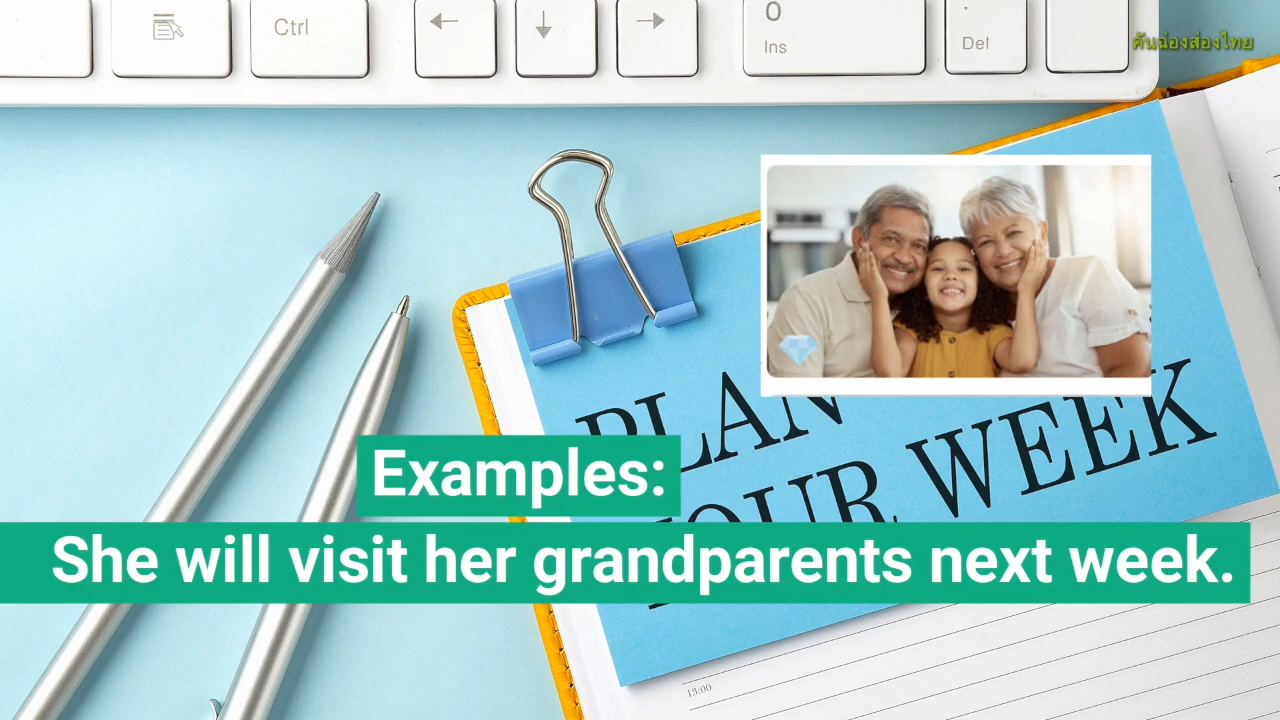 Ctrl
0
Ins
.
Del
คันฉ่องส่องไทย
PLAN
YOUR WEEK
Examples:
She will visit her grandparents next week.
13:00